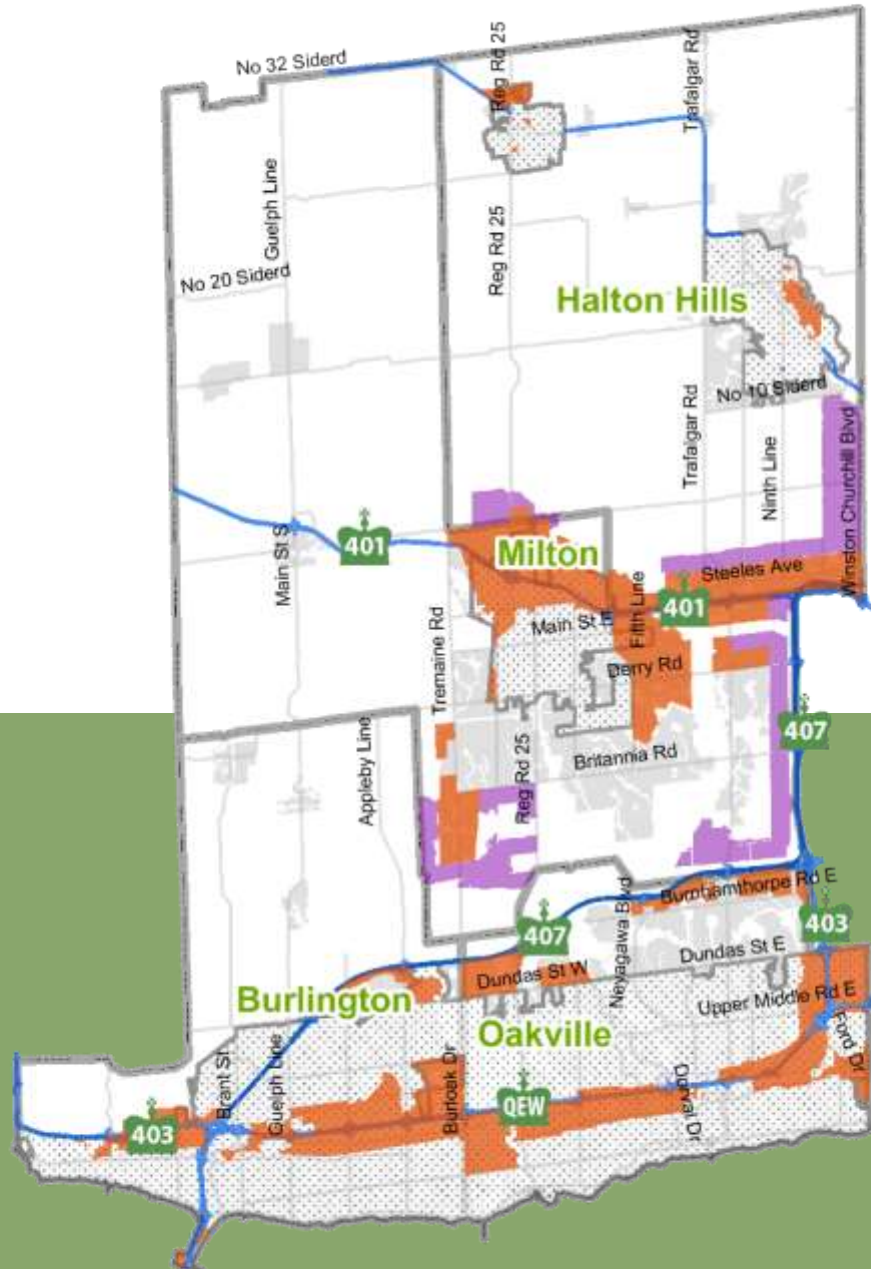 No 32 Siderd
Reg Rd 25
Trafalgar Rd
Guelph Line
Reg Rd 25
No 20 Siderd
Halton Hills
No 10 Siderd
Trafalgar Rd
Ninth Line
Winston Churchill Blvd
Main St S
401
Milton
Steeles Ave
401
Fifth Line
Main St E
Tremaine Rd
Derry Rd
407
Britannia Rd
Appleby Line
Reg Rd 25
Burnhamthorpe Rd E
Neyagawa Blvd
407
403
Dundas St E
Dundas St W
Upper Middle Rd E
Burlington
Oakville
Ford Dr
Brant St
Guelph Line
Burloak Dr
QEW
Dorval Dr
403